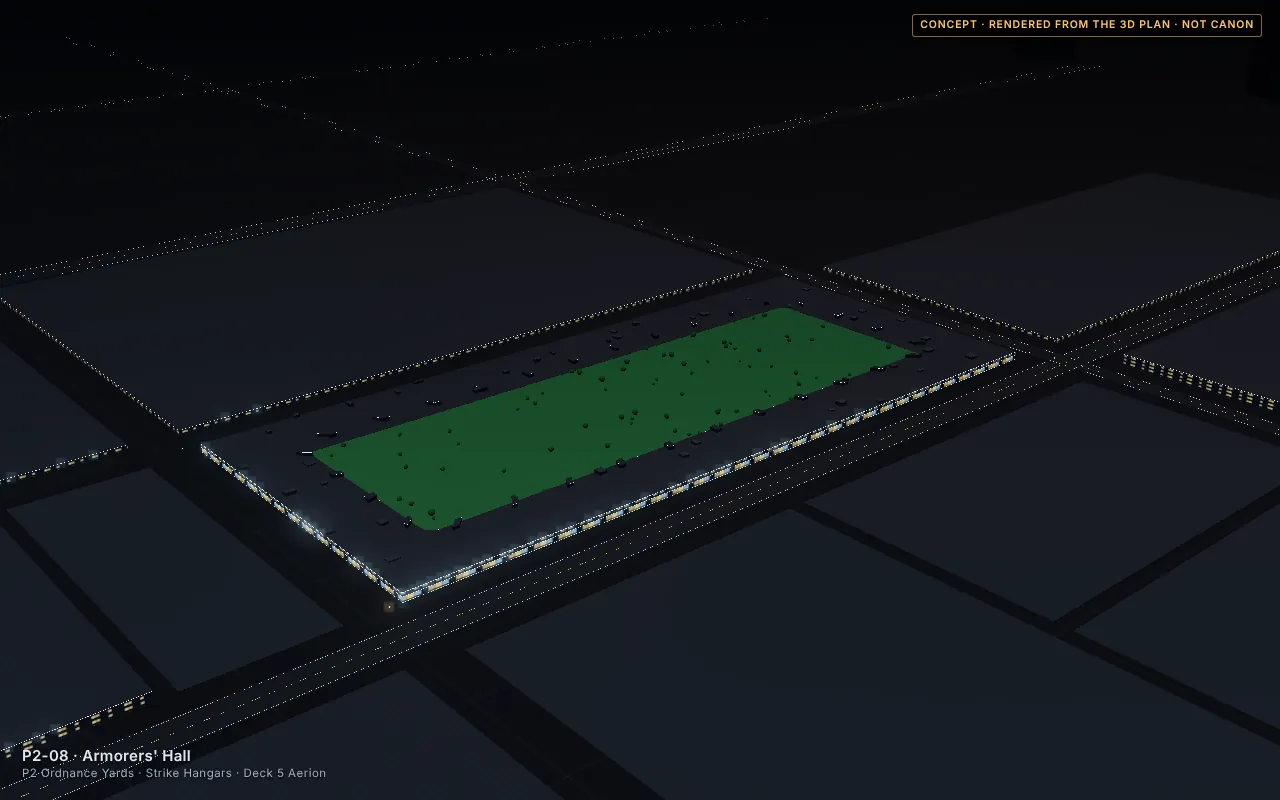 CONCEPT · RENDERED FROM THE 3D PLAN · NOT CANON
P2-08 · Armorers' Hall
P2 Ordnance Yards · Strike Hangars · Deck 5 Aerion